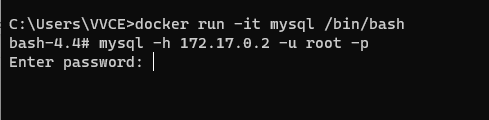 C:\Users\VVCE>docker run -it mysql /bin/bash
bash-4.4# mysql -h 172.17.0.2 -u root -p
Enter password: